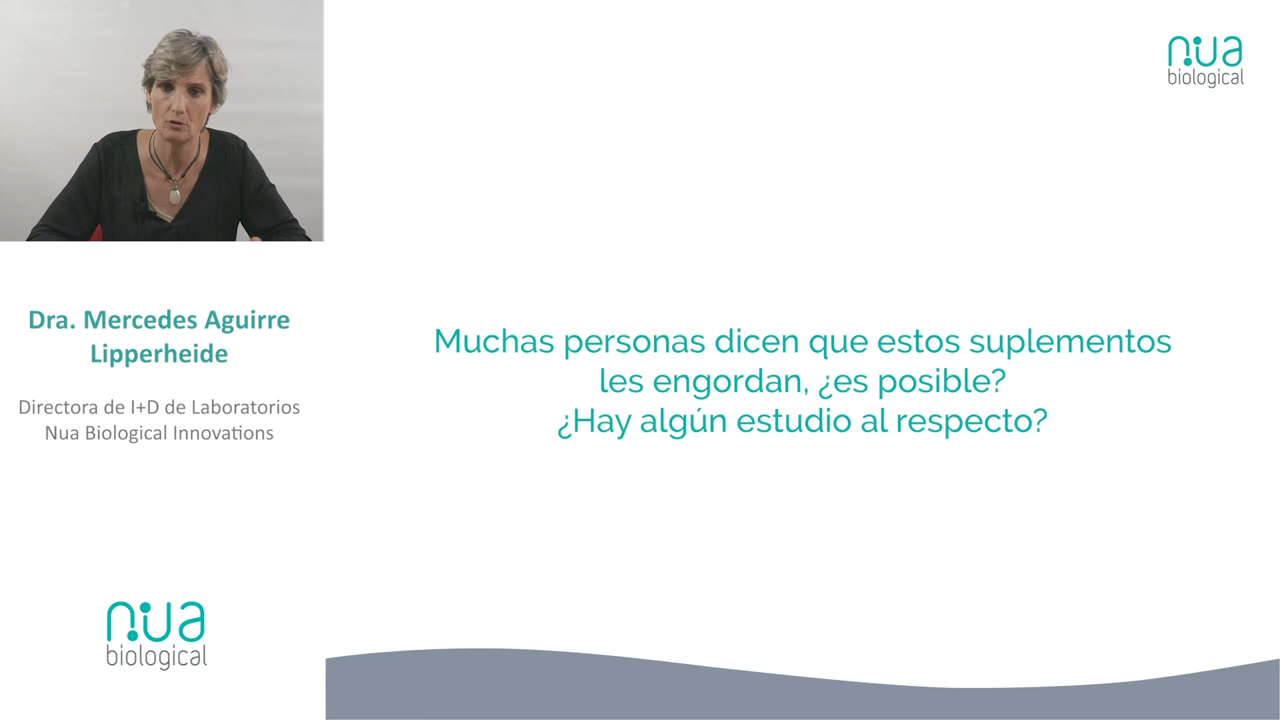 nua
biological
Dra. Mercedes Aguirre
Lipperheide
Directora de I+D de Laboratorios
Nua Biological Innovations
Muchas personas dicen que estos suplementos
les engordan, ¿es posible?
¿Hay algún estudio al respecto?
nua
biological